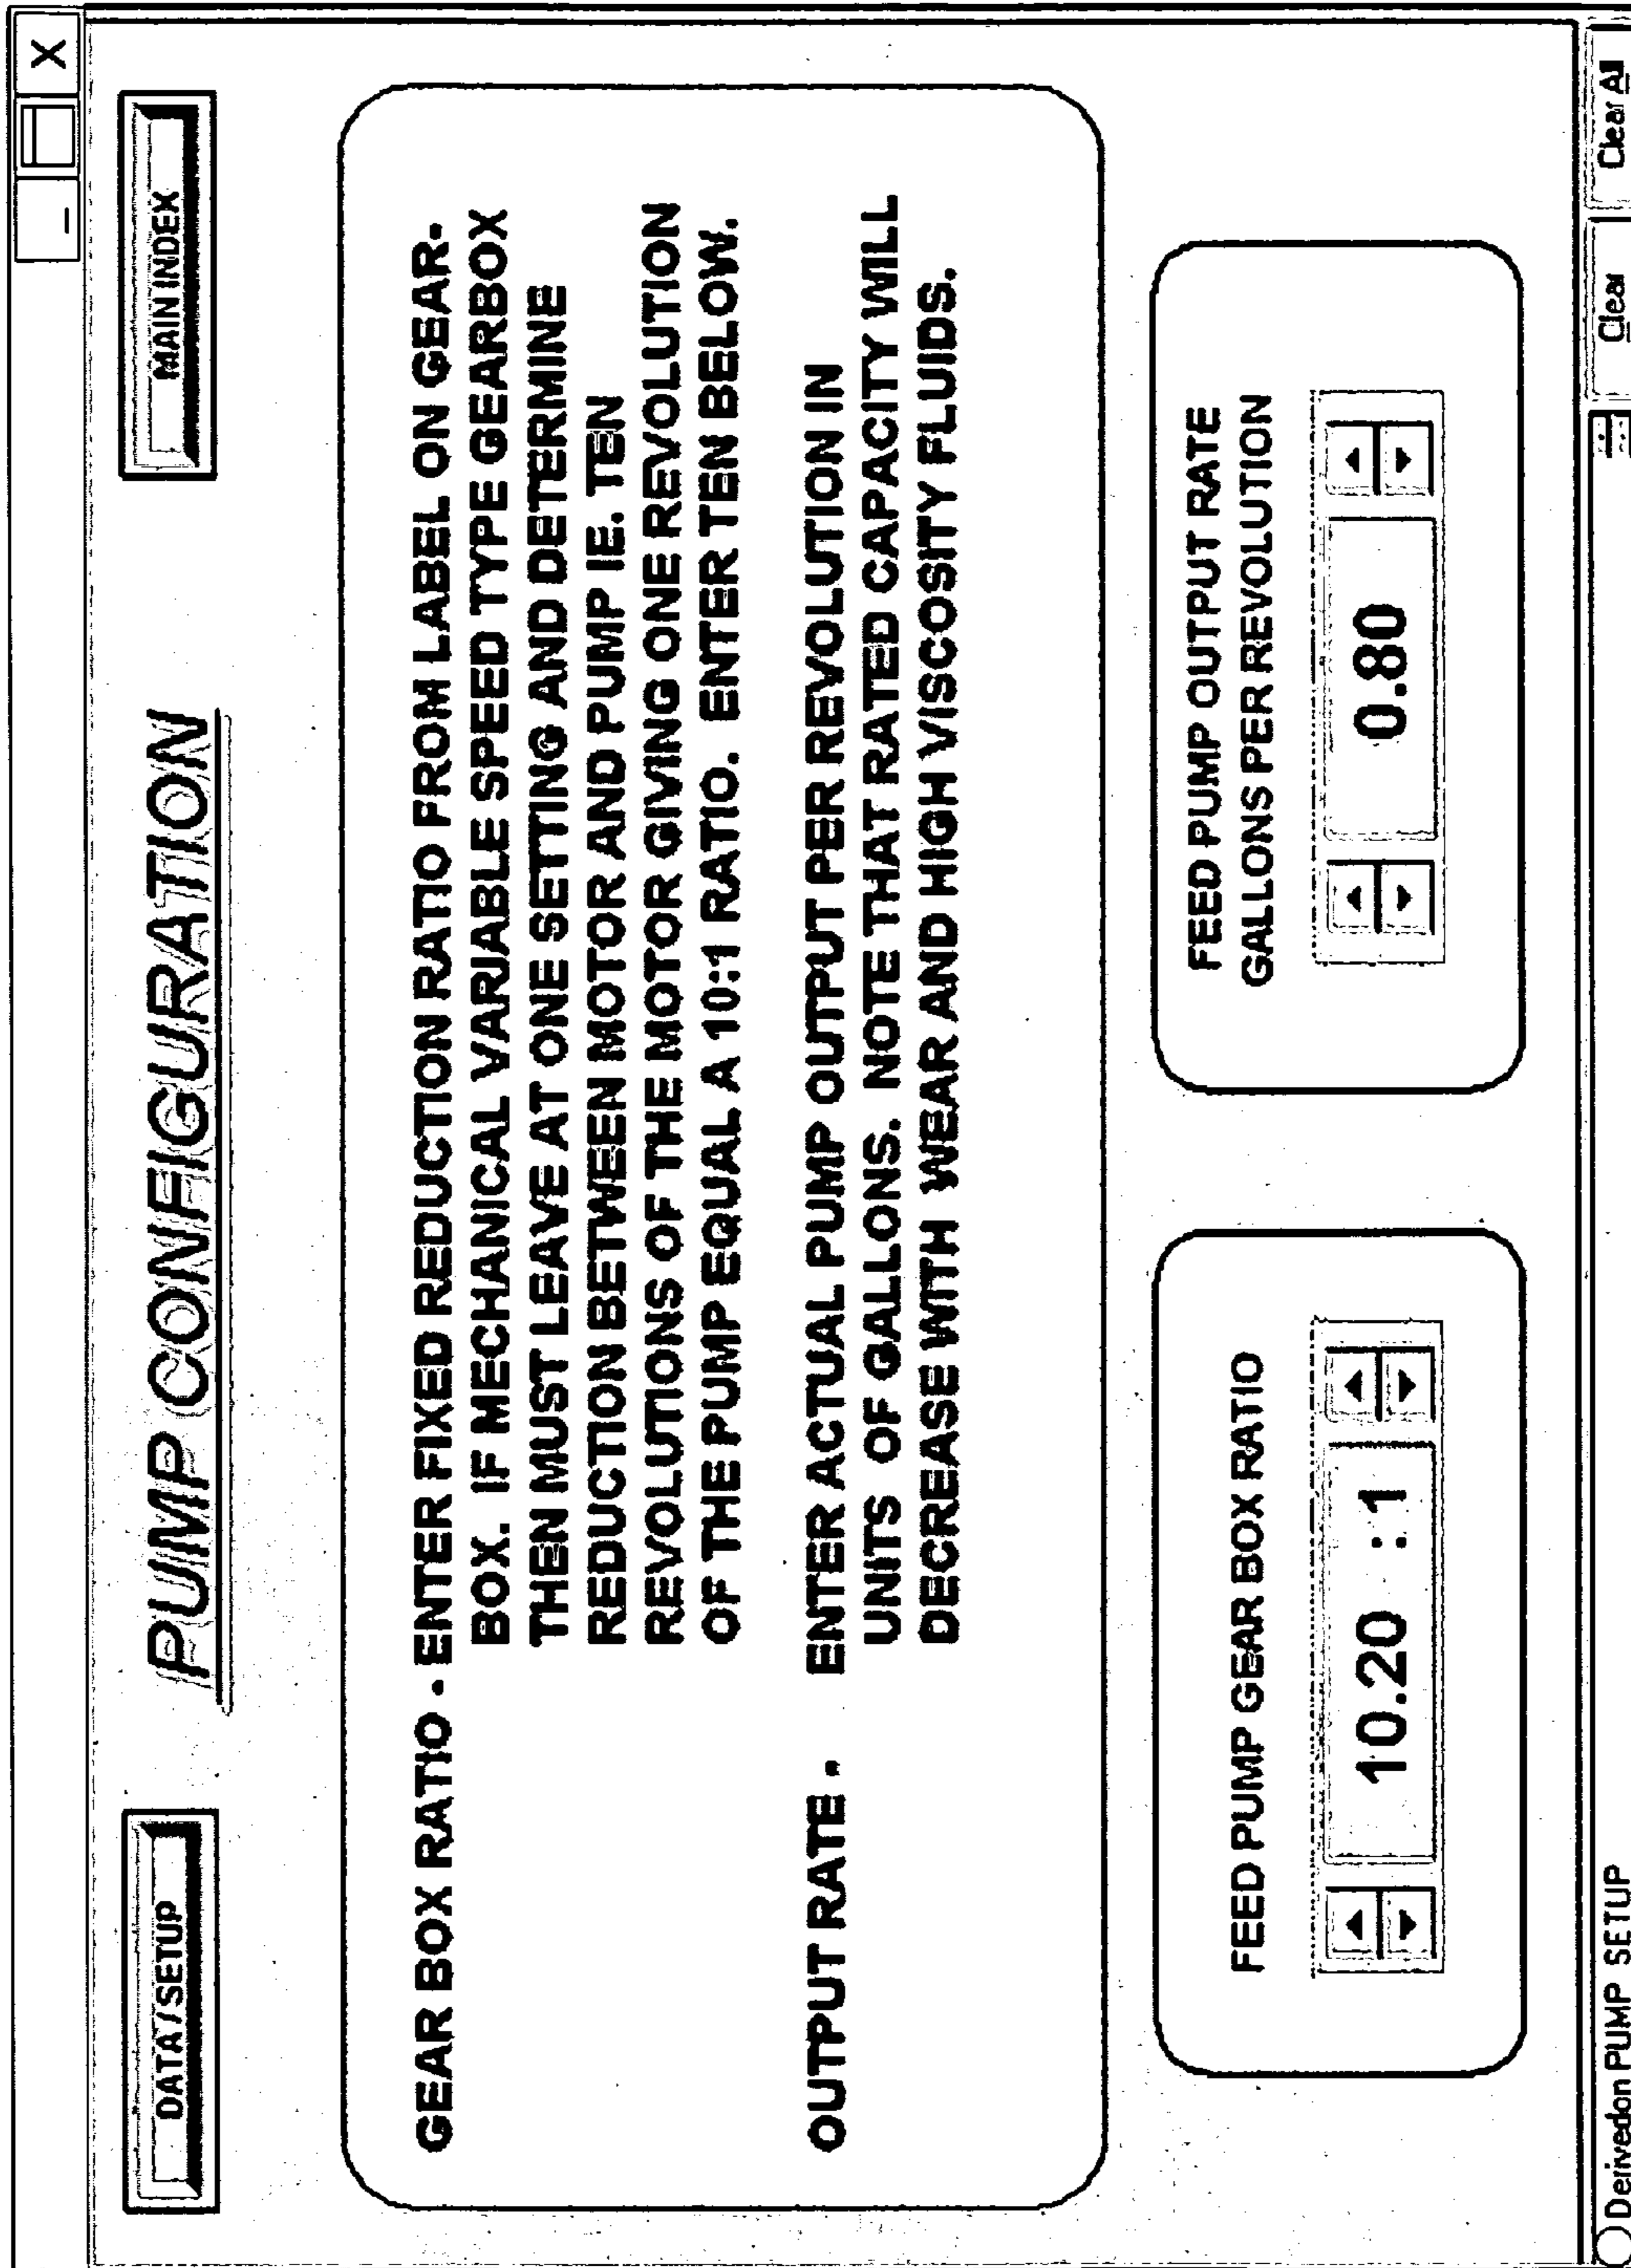 X
DATA / SETUP
PUMP CONFIGURATION
MAIN INDEX
GEAR BOX RATIO - ENTER FIXED REDUCTION RATIO FROM LABEL ON GEAR-
BOX. IF MECHANICAL VARIABLE SPEED TYPE GEARBOX
THEN MUST LEAVE AT ONE SETTING AND DETERMINE
REDUCTION BETWEEN MOTOR AND PUMP IE. TEN
REVOLUTIONS OF THE MOTOR GIVING ONE REVOLUTION
OF THE PUMP EQUAL A 10:1 RATIO. ENTER TEN BELOW.
OUTPUT RATE - ENTER ACTUAL PUMP OUTPUT PER REVOLUTION IN
UNITS OF GALLONS. NOTE THAT RATED CAPACITY WILL
DECREASE WITH WEAR AND HIGH VISCOSITY FLUIDS.
FEED PUMP GEAR BOX RATIO
10.20 : 1
FEED PUMP OUTPUT RATE
GALLONS PER REVOLUTION
0.80
Derivedon PUMP SETUP
Clear
Clear All